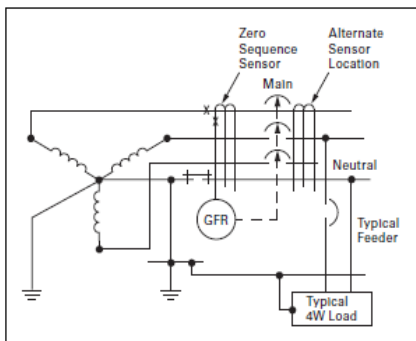 Zero
Sequence
Sensor
Alternate
Sensor
Location
Main
Neutral
GFR
Typical
Feeder
Typical
4W Load